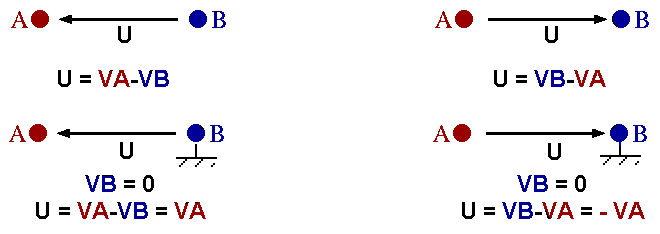 A B
U
U = VA-VB
A B
U
VB = 0
U = VA-VB = VA
A B
U
U = VB-VA
A B
U
VB = 0
U = VB-VA = - VA